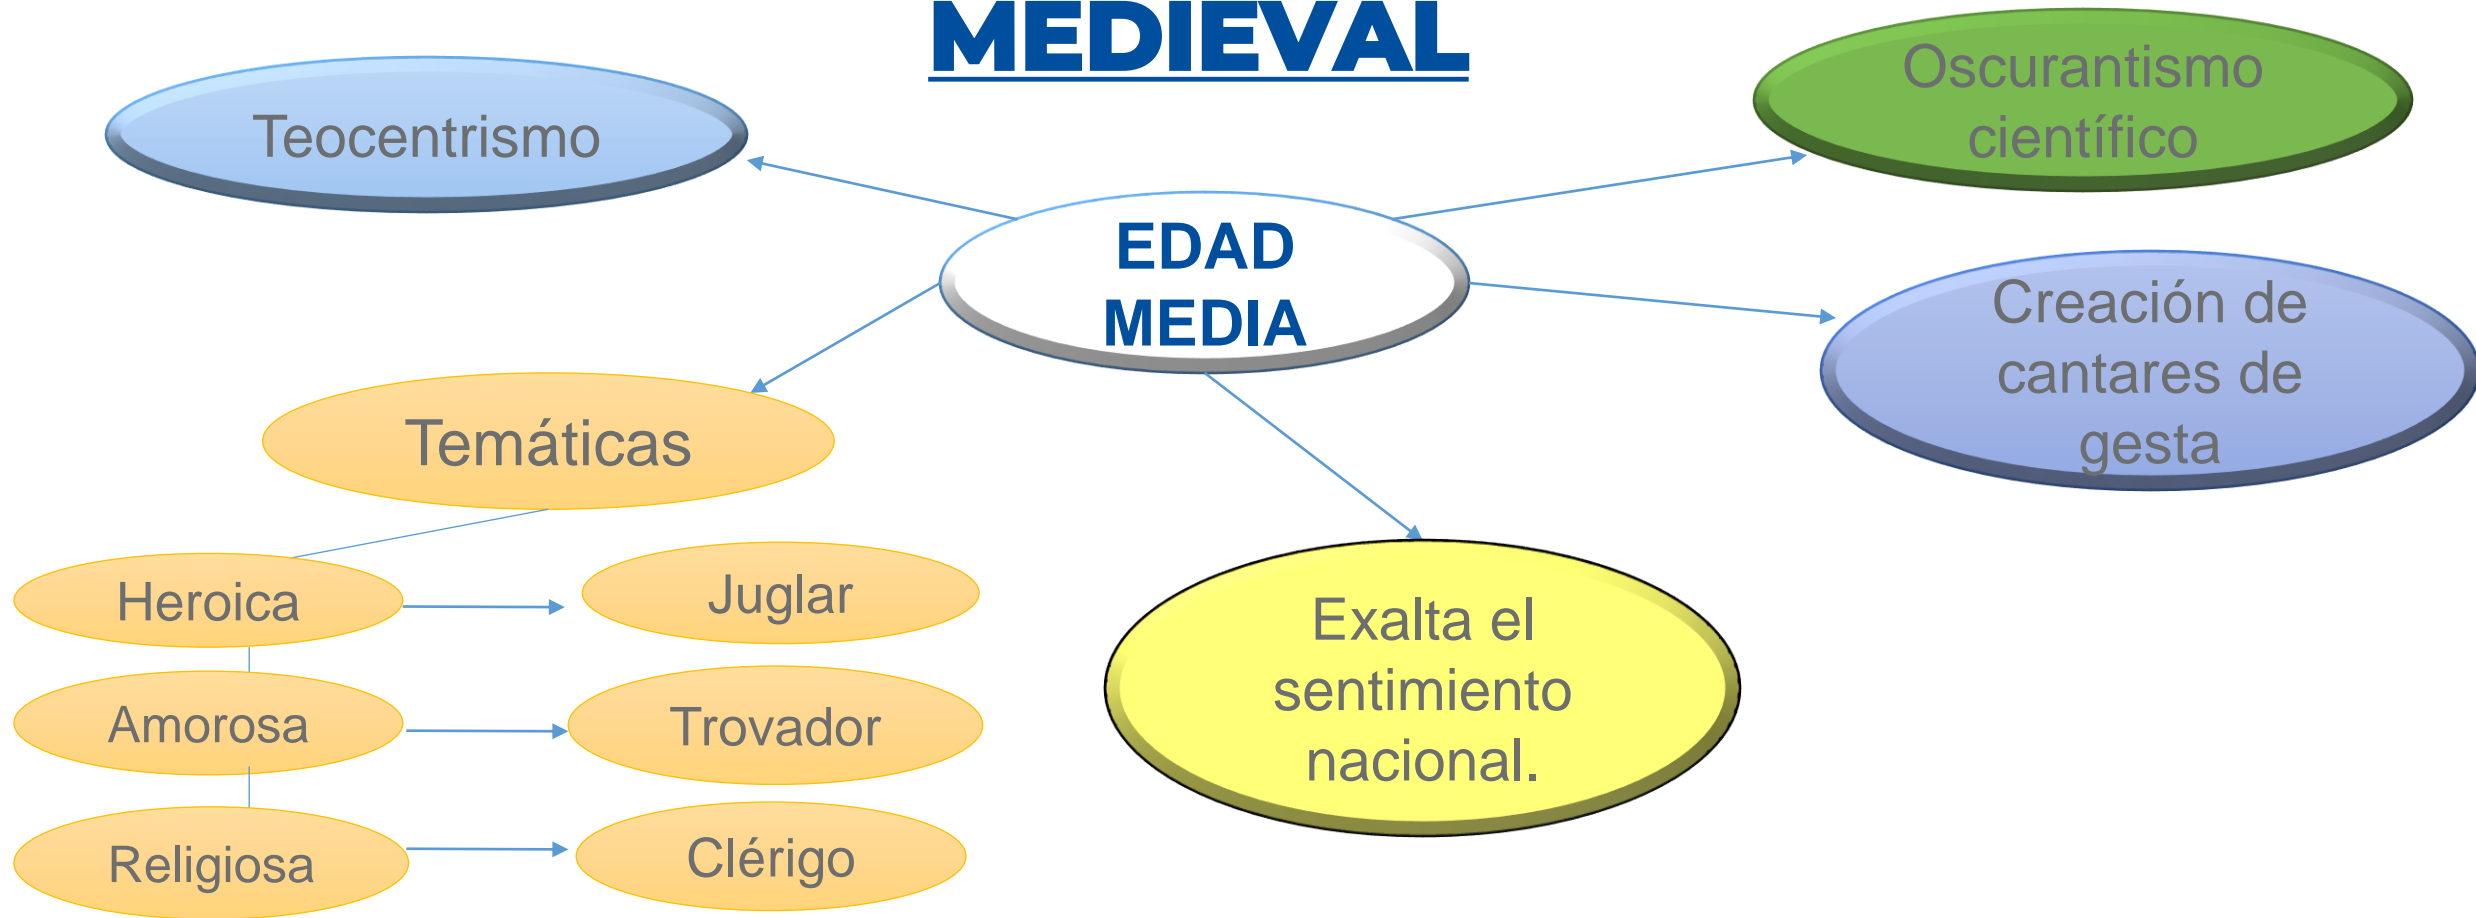 MEDIEVAL
Teocentrismo
Oscurantismo
científico
EDAD
MEDIA
Creación de
cantares de
gesta
Temáticas
Heroica
Juglar
Amorosa
Trovador
Religiosa
Clérigo
Exalta el
sentimiento
nacional.